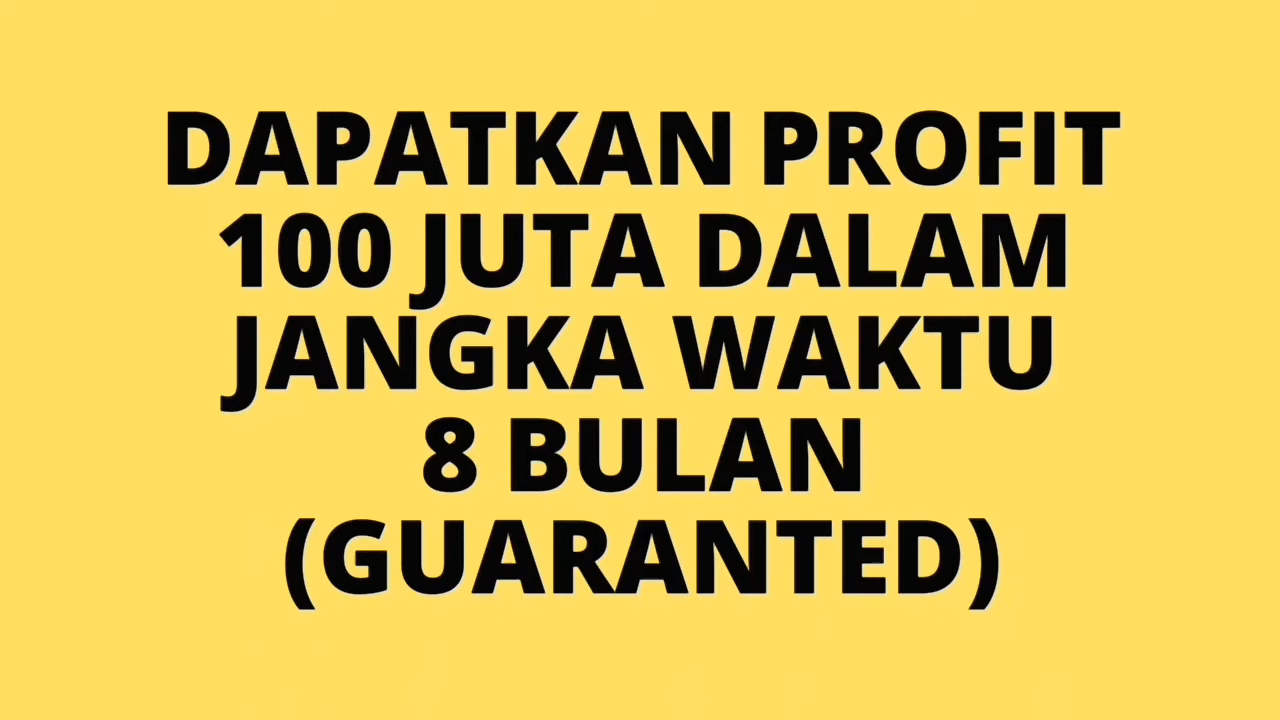 DAPATKAN PROFIT
100 JUTA DALAM
JANGKA WAKTU
8 BULAN
(GUARANTED)